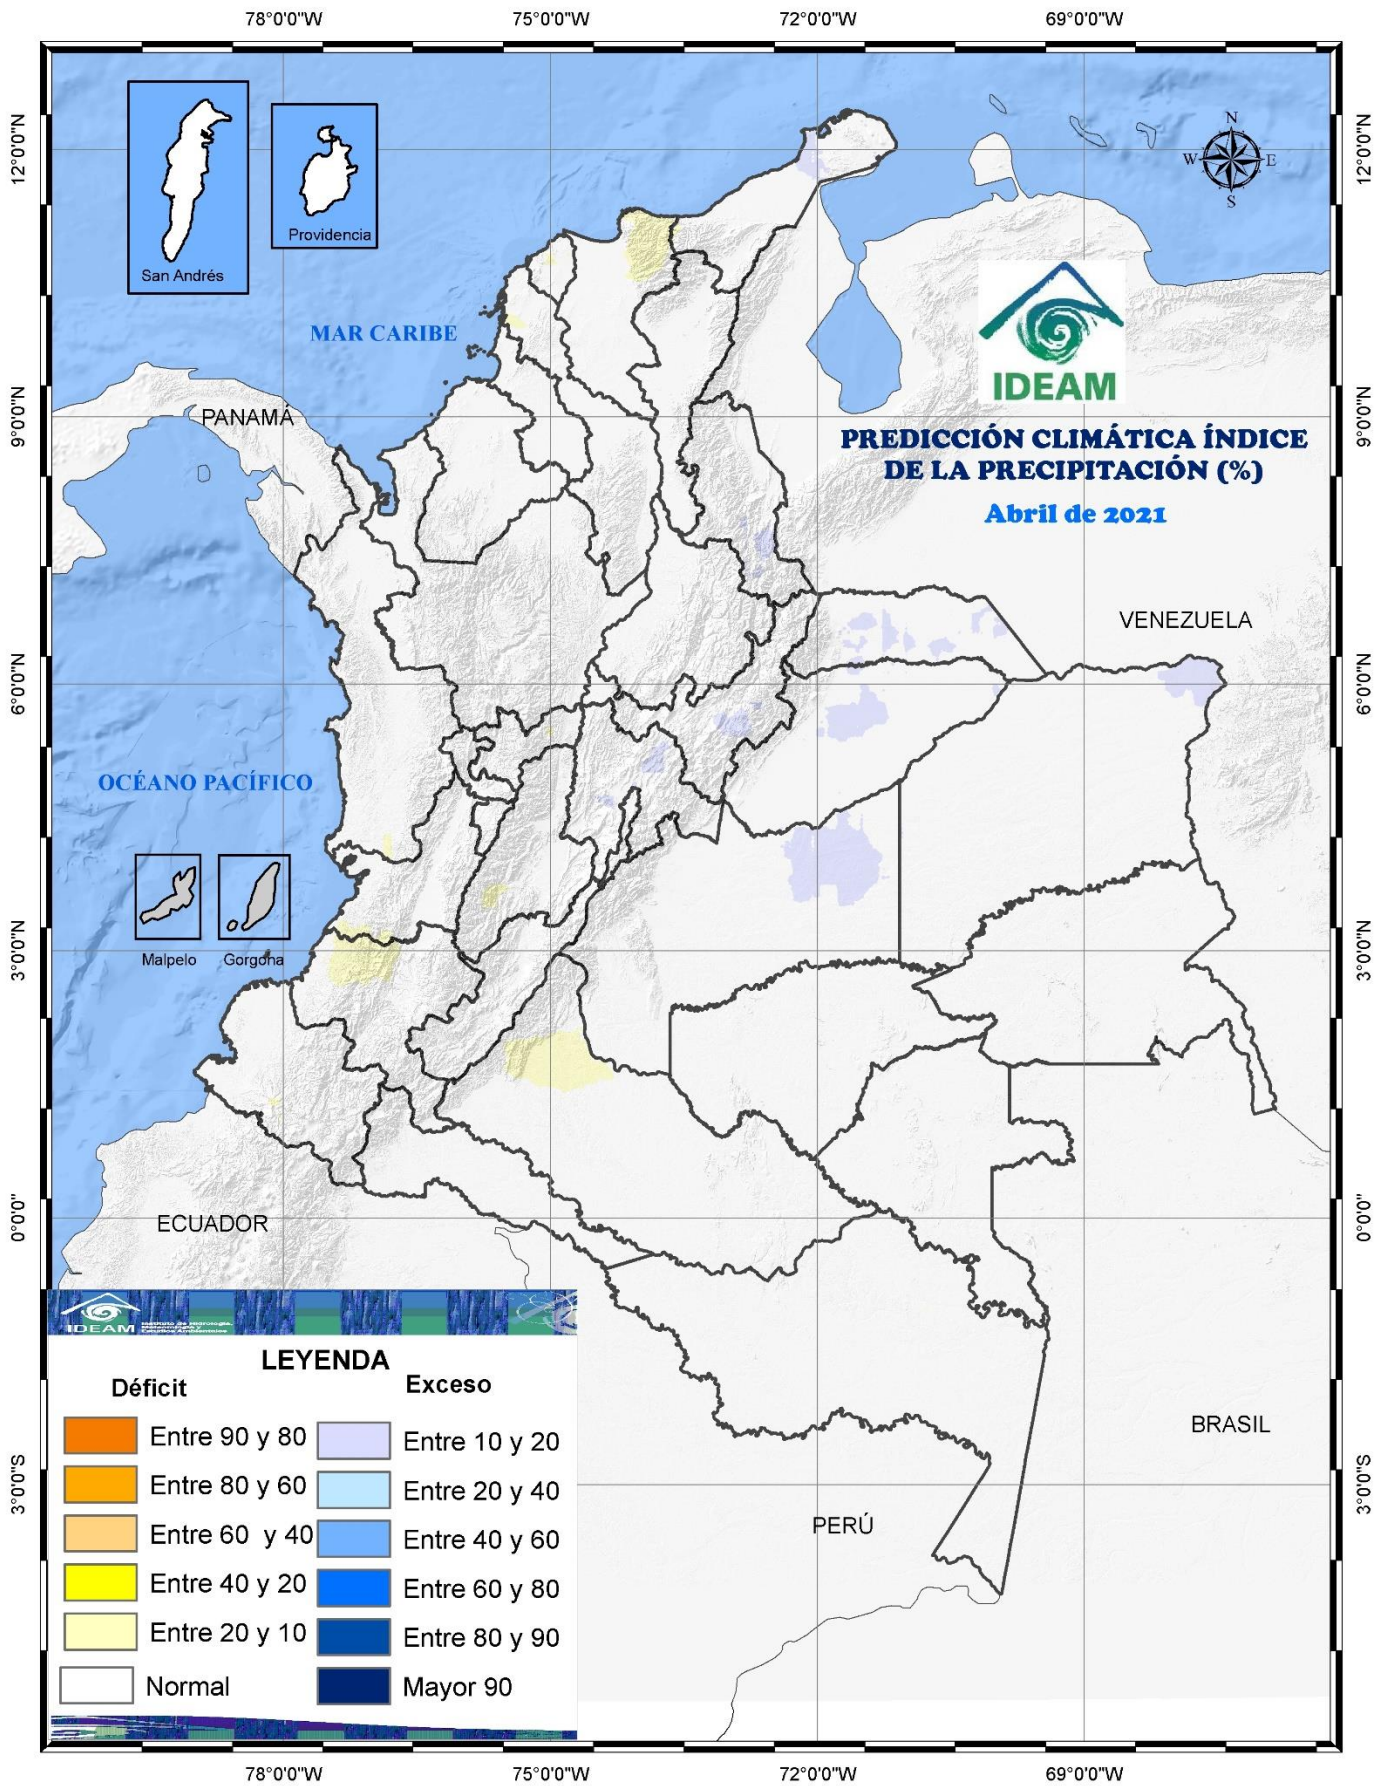 78°0'0"W 75°0'0"W 72°0'0"W 69°0'0"W
12°0'0"N
12°0'0"N
N
W E
S
San Andrés
Providencia
MAR CARIBE
IDEAM
PANAMÁ
9°0'0"N
9°0'0"N
PREDICCIÓN CLIMÁTICA ÍNDICE
DE LA PRECIPITACIÓN (%)
Abril de 2021
VENEZUELA
6°0'0"N
6°0'0"N
OCÉANO PACÍFICO
Malpelo
Gorgona
3°0'0"N
3°0'0"N
ECUADOR
0°0'0"
0°0'0"
IDEAM
Instituto de Hidrología,
Meteorología y
Estudios Ambientales
LEYENDA
Déficit
Exceso
Entre 90 y 80
Entre 80 y 60
Entre 60 y 40
Entre 40 y 20
Entre 20 y 10
Normal
Entre 10 y 20
Entre 20 y 40
Entre 40 y 60
Entre 60 y 80
Entre 80 y 90
Mayor 90
BRASIL
PERÚ
3°0'0"S
3°0'0"S
78°0'0"W 75°0'0"W 72°0'0"W 69°0'0"W